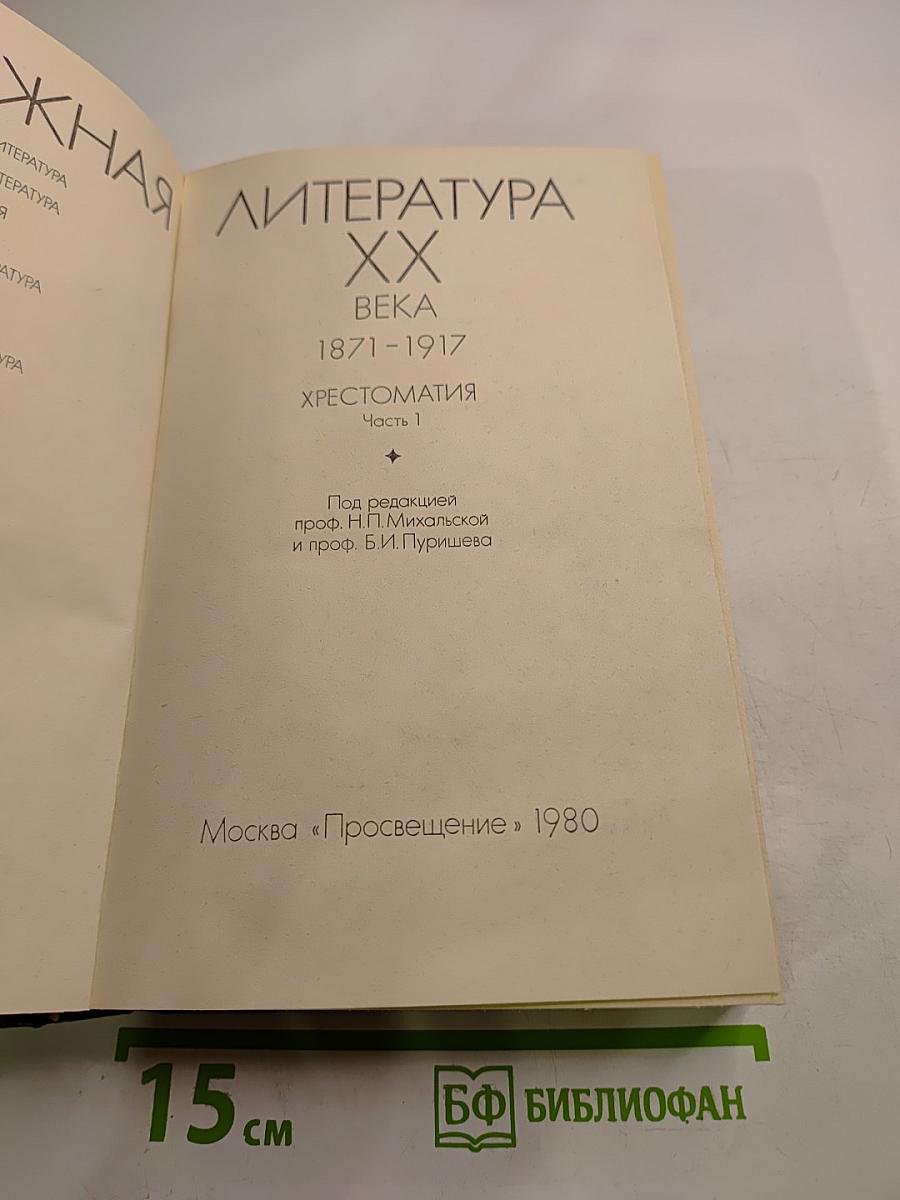 ЖНАЯ
ЛИТЕРАТУРА
XX
ВЕКА
1871–1917
ХРЕСТОМАТИЯ
Часть 1
Под редакцией
проф. Н.П.Михальской
и проф. Б.И.Пуришева
Москва «Просвещение» 1980
15 см
БФ БИБЛИОФАН